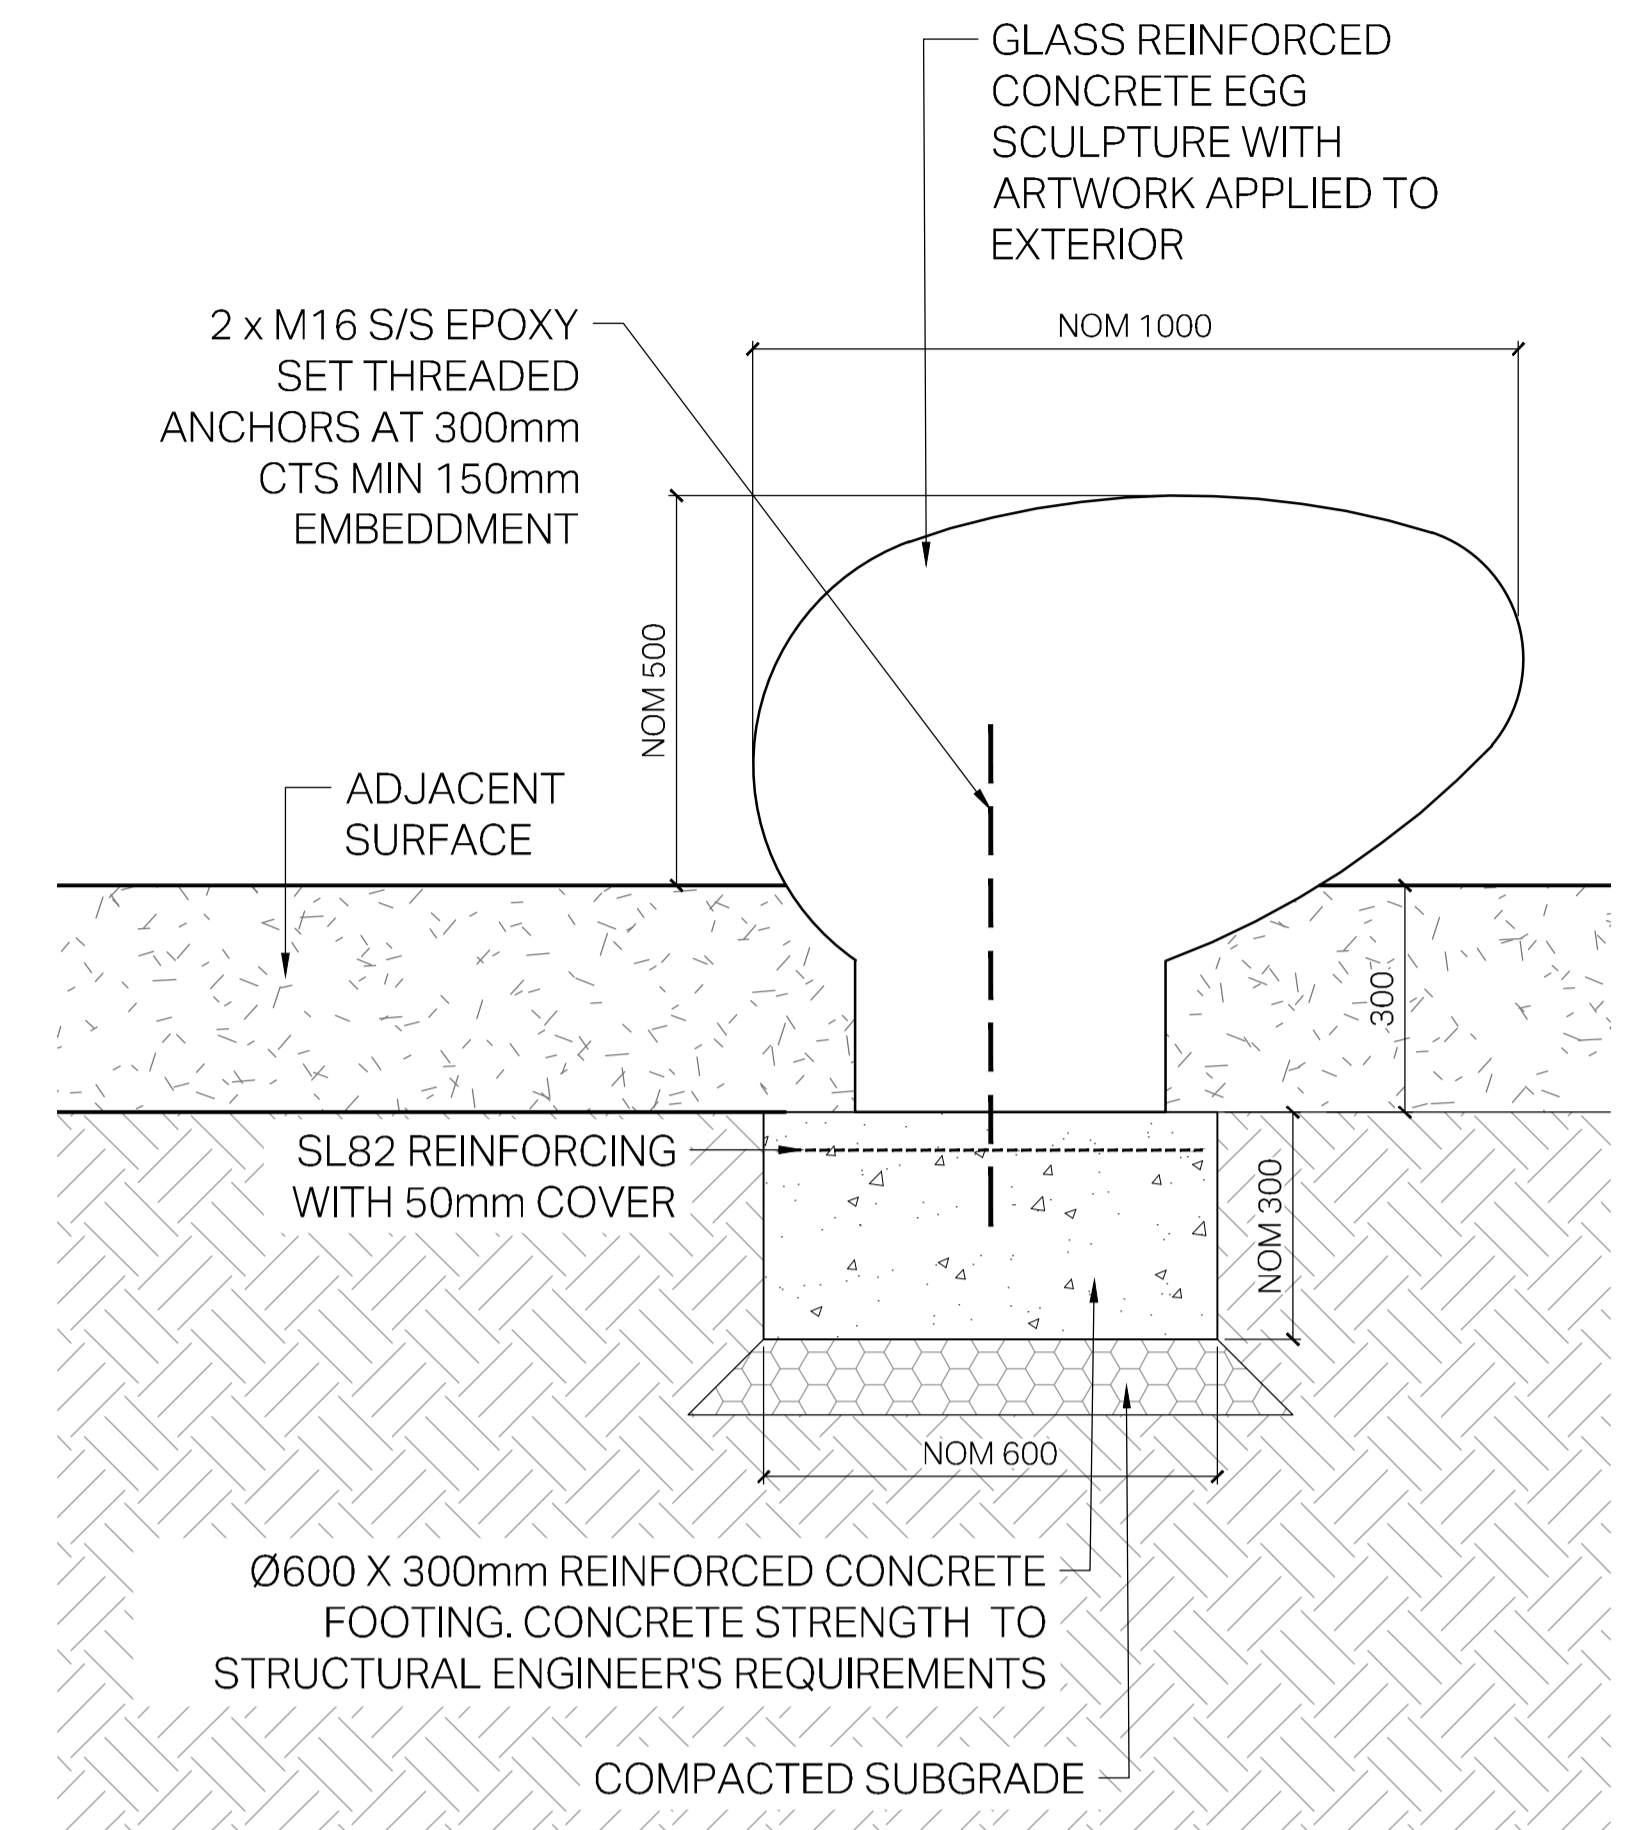 GLASS REINFORCED
CONCRETE EGG
SCULPTURE WITH
ARTWORK APPLIED TO
EXTERIOR
2 x M16 S/S EPOXY
SET THREADED
ANCHORS AT 300mm
CTS MIN 150mm
EMBEDDMENT
NOM 1000
NOM 500
ADJACENT
SURFACE
300
SL82 REINFORCING
WITH 50mm COVER
NOM 300
NOM 600
Ø600 X 300mm REINFORCED CONCRETE
FOOTING. CONCRETE STRENGTH TO
STRUCTURAL ENGINEER'S REQUIREMENTS
COMPACTED SUBGRADE